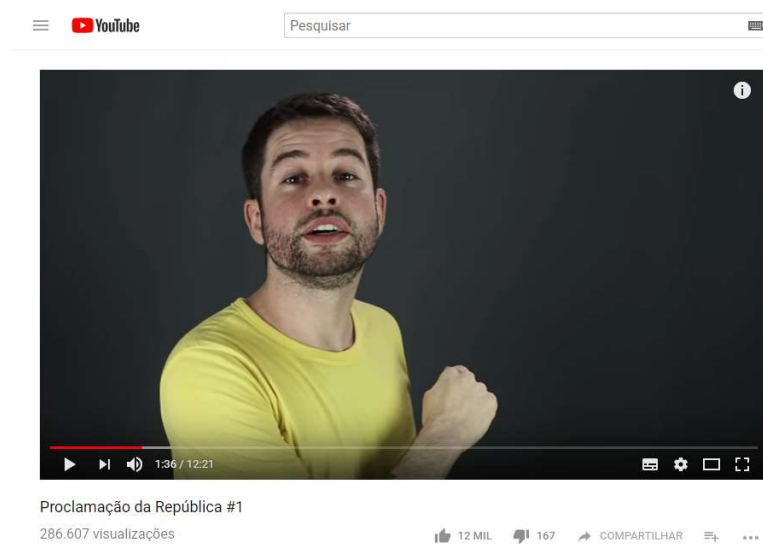 YouTube
Pesquisar
1:36 / 12:21
Proclamação da República #1
286.607 visualizações
12 MIL 167 COMPARTILHAR